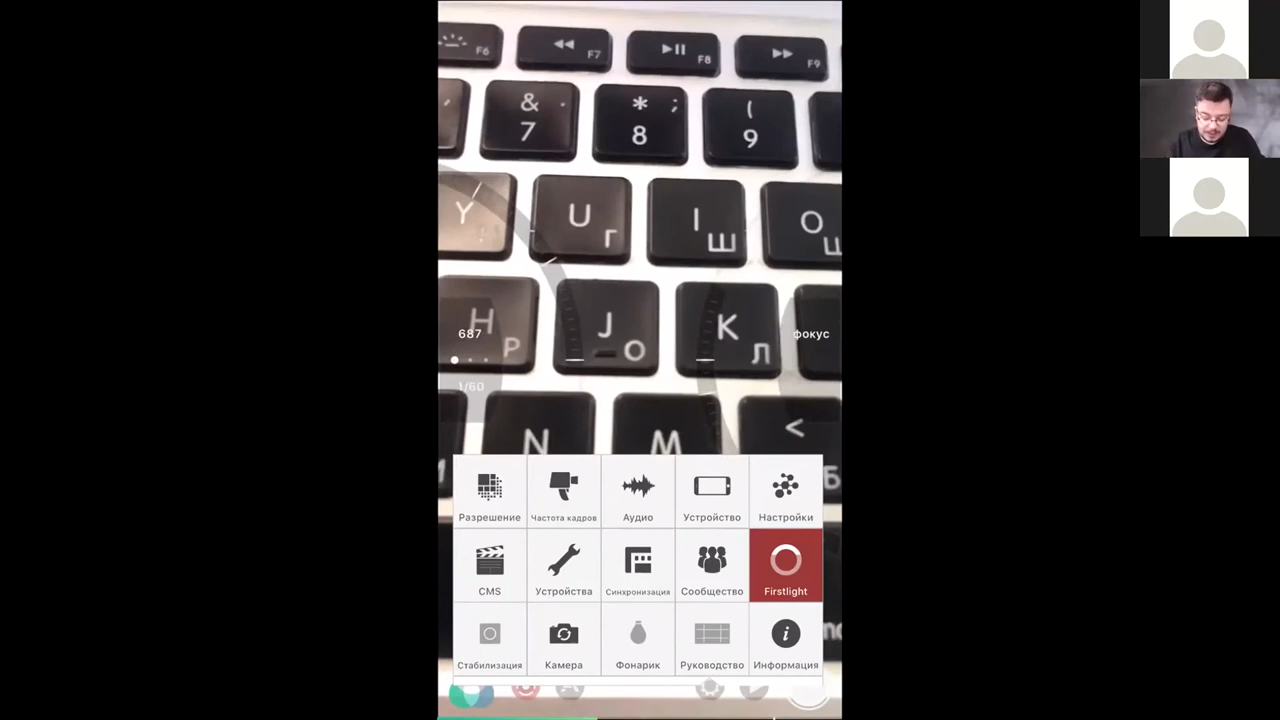 F6 F7 F8 F9
& 7 * ; 8 ( 9
Y U Г I Ш O Щ
H Р J О K Л
687 фокус
1/60
N M < Б
Разрешение Частота кадров Аудио Устройство Настройки
CMS Устройства Синхронизация Сообщество Firstlight
Стабилизация Камера Фонарик Руководство Информация